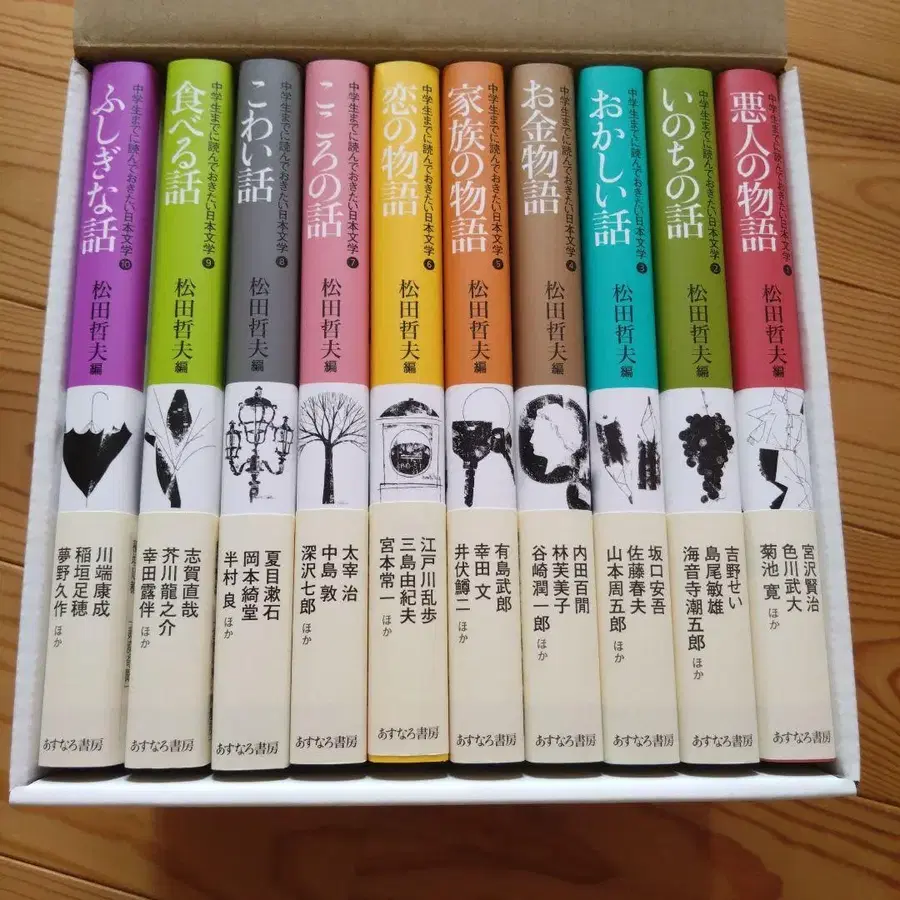 中学生までに読んでおきたい日本文学 10
ふしぎな話
松田哲夫 編
川端康成
稲垣足穂
夢野久作 ほか
あすなろ書房
中学生までに読んでおきたい日本文学 9
食べる話
松田哲夫 編
志賀直哉
芥川龍之介
幸田露伴 ほか
あすなろ書房
中学生までに読んでおきたい日本文学 8
こわい話
松田哲夫 編
夏目漱石
岡本綺堂
半村 良 ほか
あすなろ書房
中学生までに読んでおきたい日本文学 7
こころの話
松田哲夫 編
太宰 治
中島 敦
深沢七郎 ほか
あすなろ書房
中学生までに読んでおきたい日本文学 6
恋の物語
松田哲夫 編
江戸川乱歩
三島由紀夫
宮本常一 ほか
あすなろ書房
中学生までに読んでおきたい日本文学 5
家族の物語
松田哲夫 編
有島武郎
幸田 文
井伏鱒二 ほか
あすなろ書房
中学生までに読んでおきたい日本文学 4
お金物語
松田哲夫 編
内田百閒
林芙美子
谷崎潤一郎 ほか
あすなろ書房
中学生までに読んでおきたい日本文学 3
おかしい話
松田哲夫 編
坂口安吾
佐藤春夫
山本周五郎 ほか
あすなろ書房
中学生までに読んでおきたい日本文学 2
いのちの話
松田哲夫 編
吉野せい
島尾敏雄
海音寺潮五郎 ほか
あすなろ書房
中学生までに読んでおきたい日本文学 1
悪人の物語
松田哲夫 編
宮沢賢治
色川武大
菊池 寛 ほか
あすなろ書房